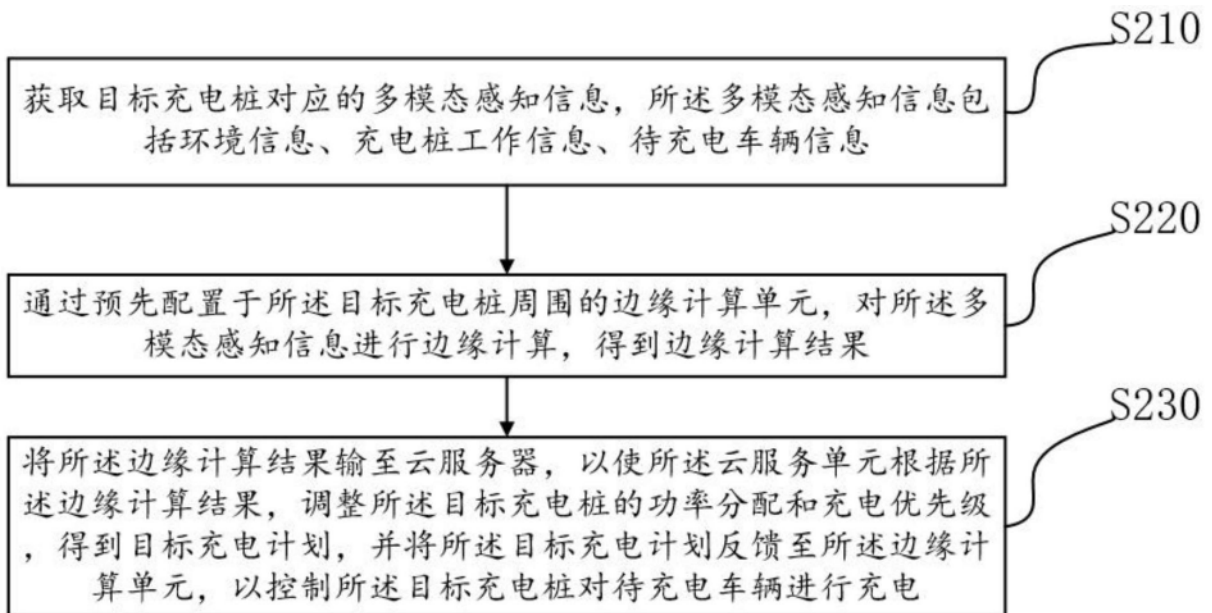 S210
获取目标充电桩对应的多模态感知信息，所述多模态感知信息包
括环境信息、充电桩工作信息、待充电车辆信息
S220
通过预先配置于所述目标充电桩周围的边缘计算单元，对所述多
模态感知信息进行边缘计算，得到边缘计算结果
S230
将所述边缘计算结果输至云服务器，以使所述云服务单元根据所
述边缘计算结果，调整所述目标充电桩的功率分配和充电优先级
，得到目标充电计划，并将所述目标充电计划反馈至所述边缘计
算单元，以控制所述目标充电桩对待充电车辆进行充电